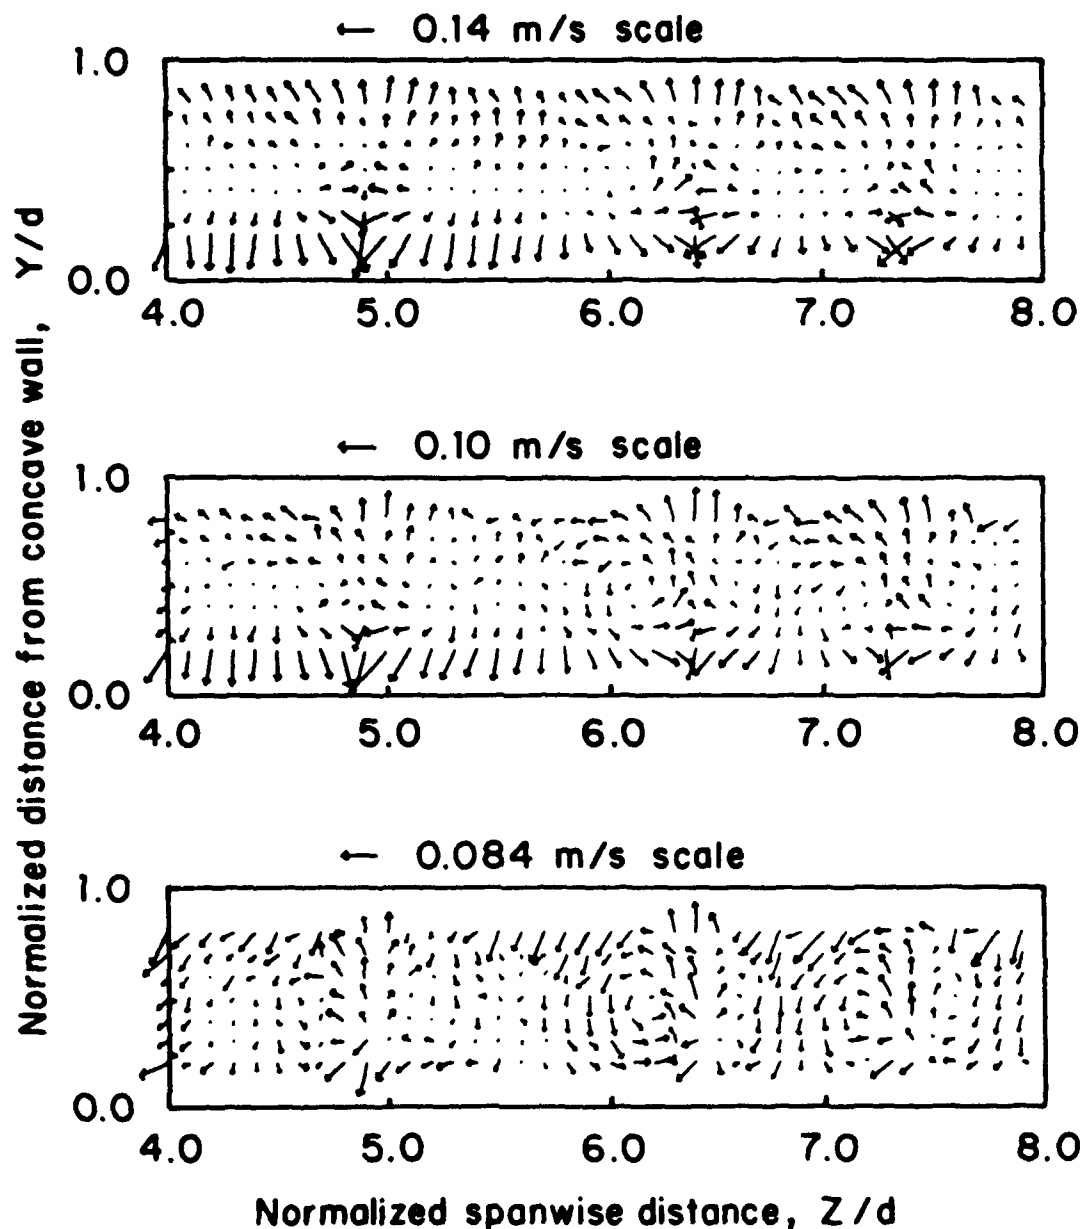 0.14 m/s scale
1.0
0.0
4.0 5.0 6.0 7.0 8.0
0.10 m/s scale
1.0
0.0
4.0 5.0 6.0 7.0 8.0
0.084 m/s scale
1.0
0.0
4.0 5.0 6.0 7.0 8.0
Normalized distance from concave wall, Y/d
Normalized spanwise distance, Z/d